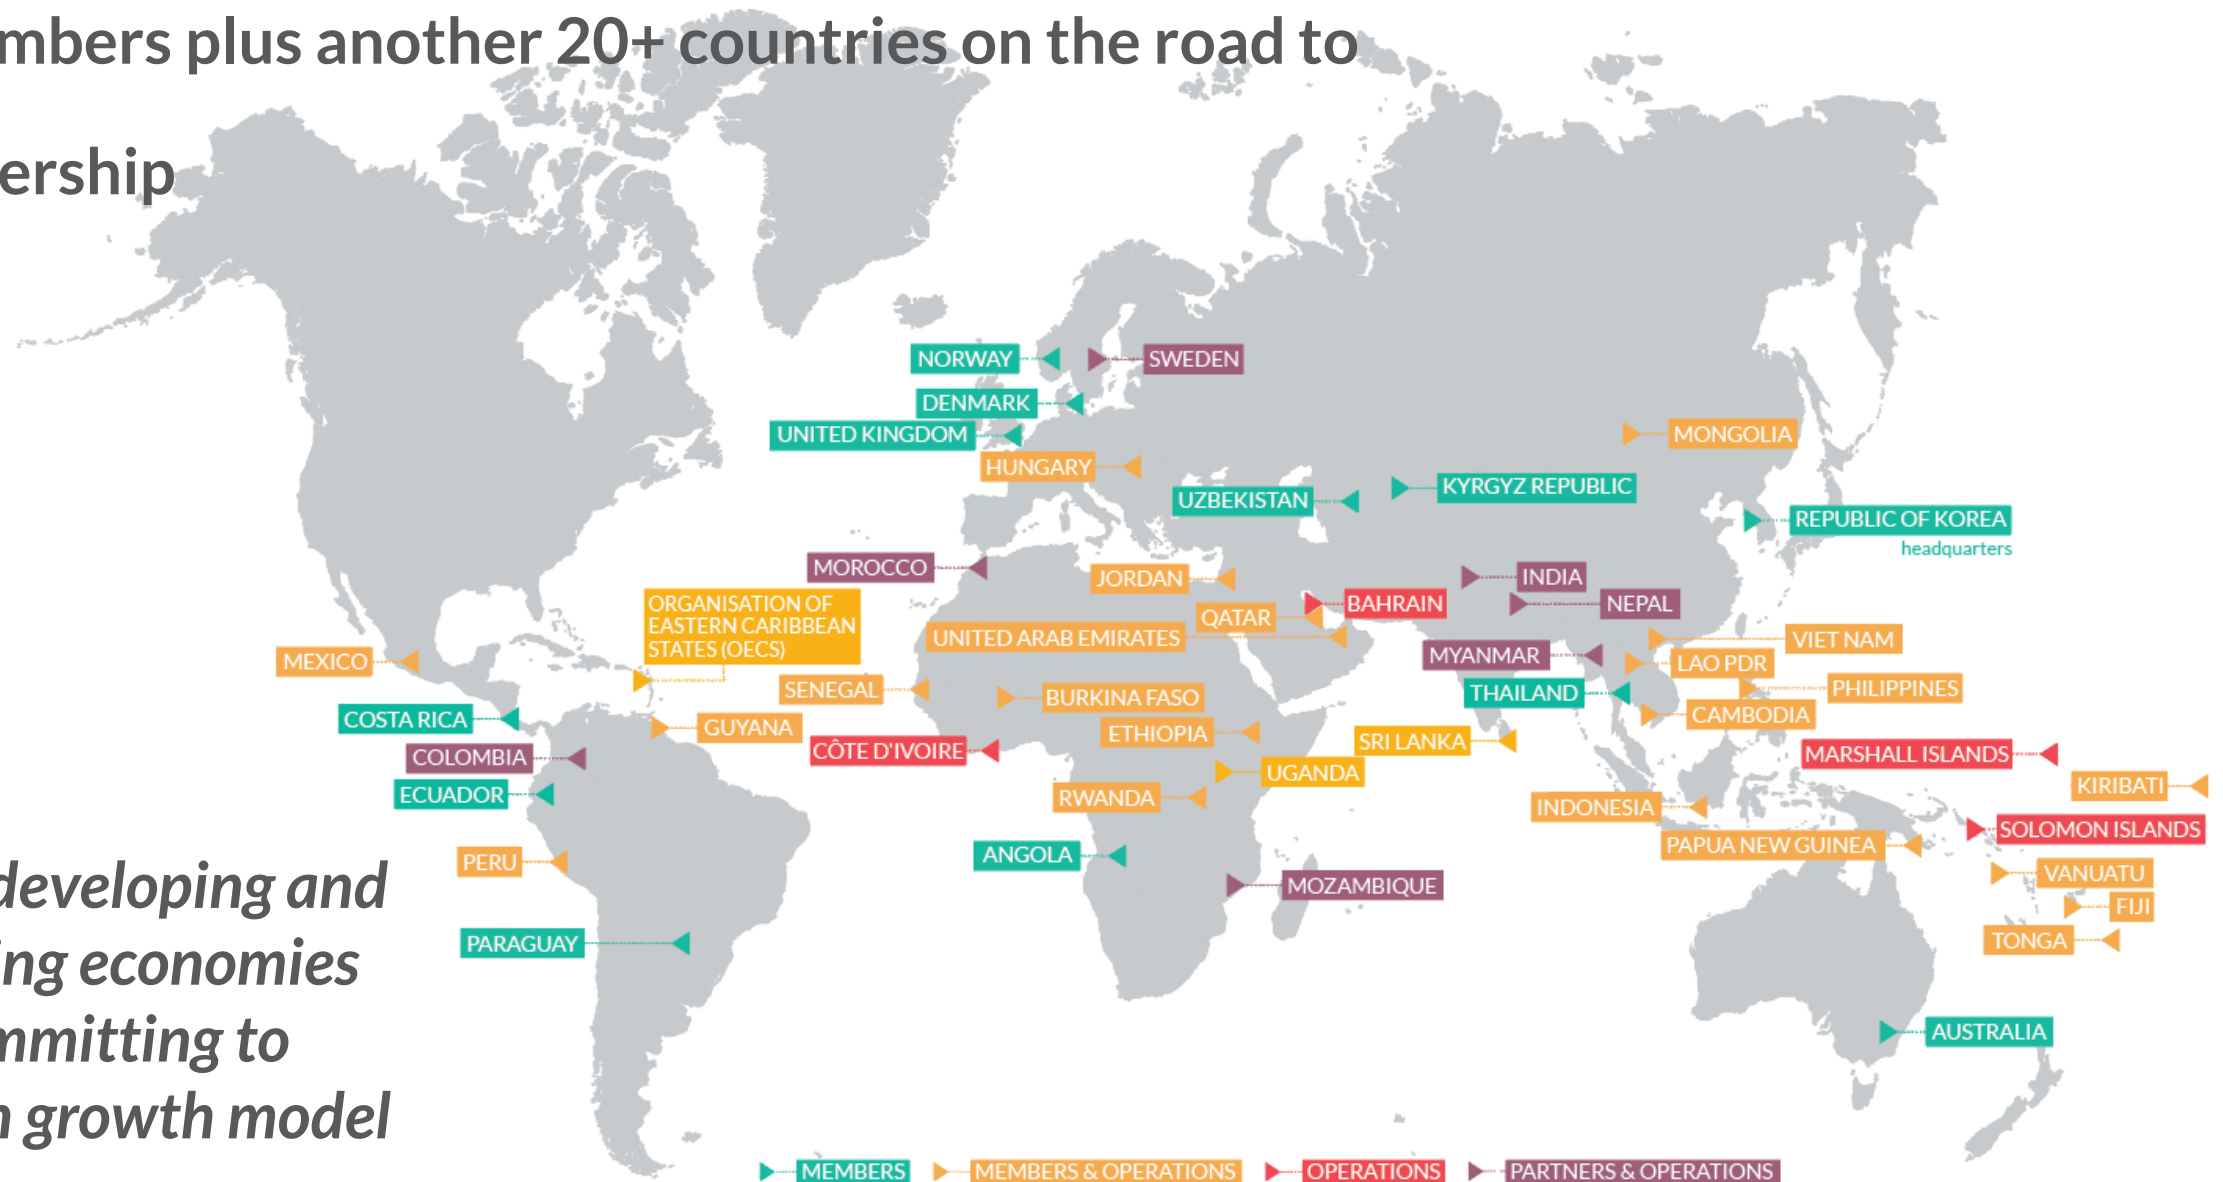 mbers plus another 20+ countries on the road to
ership
NORWAY
SWEDEN
DENMARK
UNITED KINGDOM
MONGOLIA
HUNGARY
KYRGYZ REPUBLIC
UZBEKISTAN
REPUBLIC OF KOREA
headquarters
MOROCCO
JORDAN
INDIA
ORGANISATION OF
EASTERN CARIBBEAN
STATES (OECS)
BAHRAIN
NEPAL
QATAR
UNITED ARAB EMIRATES
VIET NAM
MEXICO
MYANMAR
LAO PDR
SENEGAL
BURKINA FASO
THAILAND
PHILIPPINES
COSTA RICA
GUYANA
ETHIOPIA
CAMBODIA
COLOMBIA
CÔTE D'IVOIRE
SRI LANKA
MARSHALL ISLANDS
UGANDA
KIRIBATI
ECUADOR
RWANDA
INDONESIA
SOLOMON ISLANDS
PAPUA NEW GUINEA
PERU
ANGOLA
VANUATU
MOZAMBIQUE
FIJI
PARAGUAY
TONGA
developing and
ing economies
mmitting to
n growth model
AUSTRALIA
MEMBERS
MEMBERS & OPERATIONS
OPERATIONS
PARTNERS & OPERATIONS